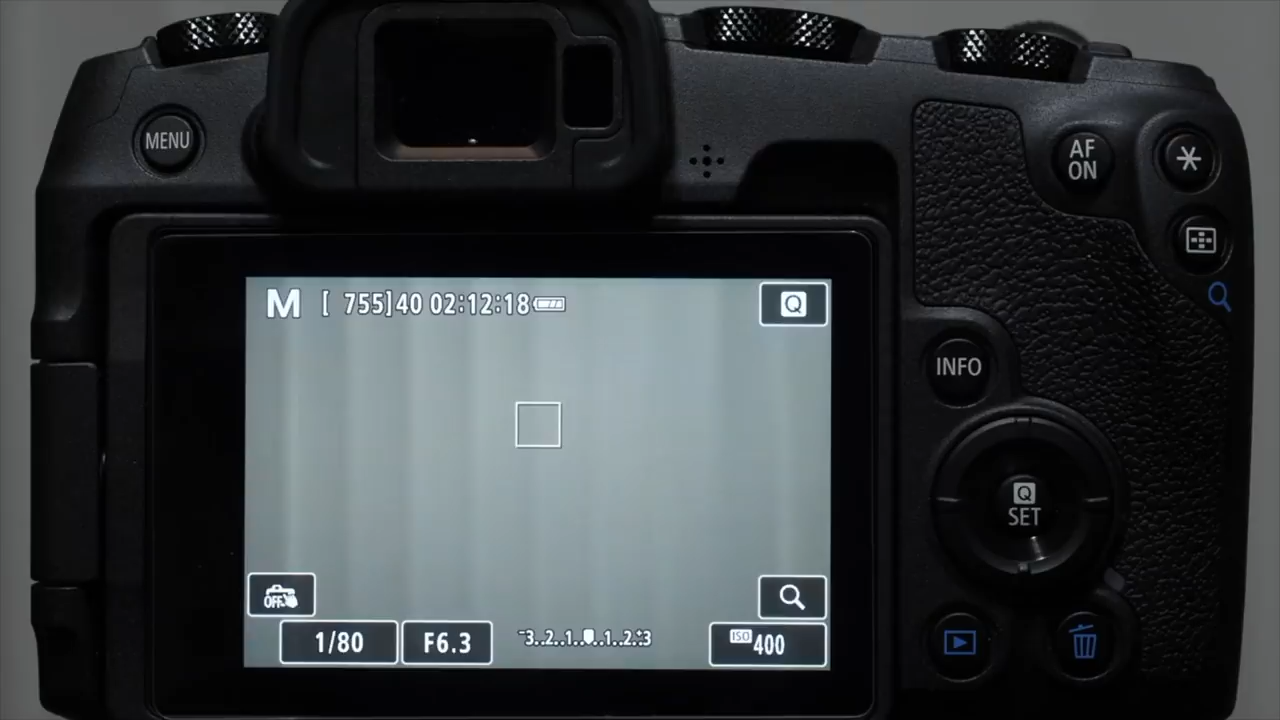 MENU
AF
ON
M [ 755]40 02:12:18
Q
INFO
Q
SET
OFF
1/80 F6.3 -3..2..1..0..1..2..+3 ISO 400